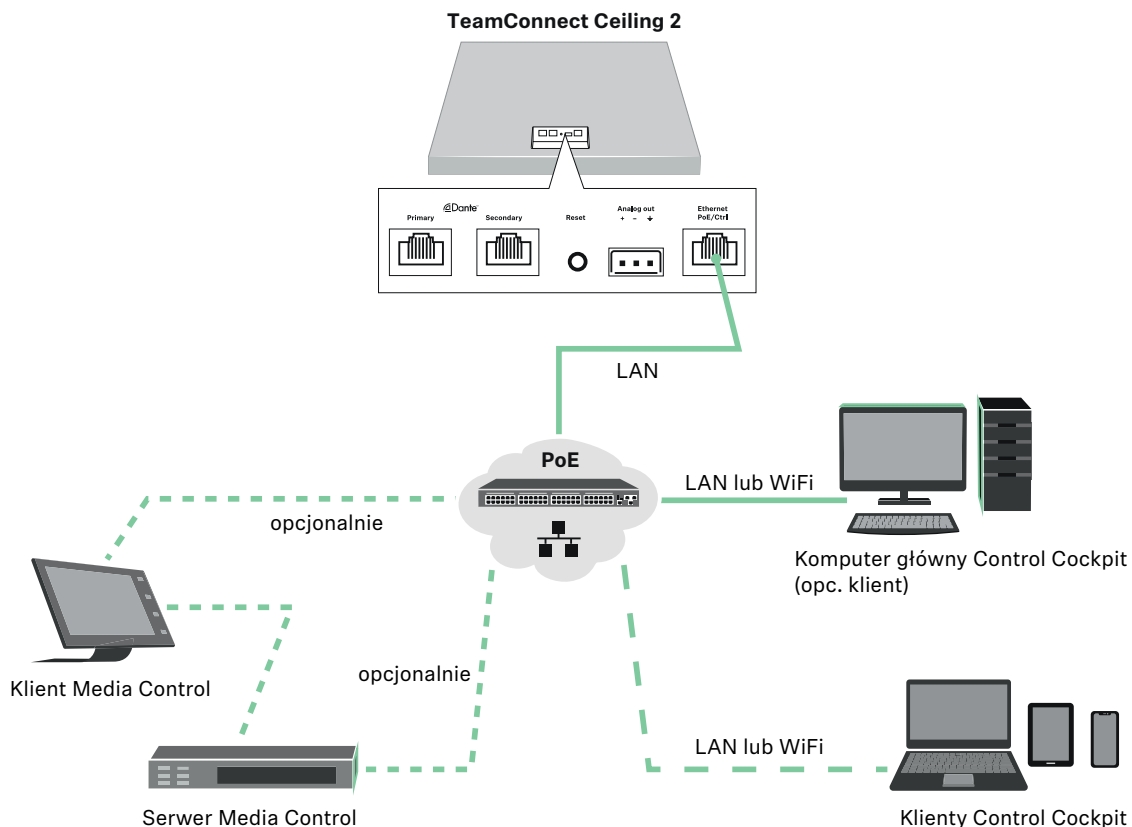 TeamConnect Ceiling 2
Dante
Primary
Secondary
Reset
Analog out
+ -
Ethernet
PoE/Ctrl
LAN
PoE
LAN lub WiFi
opcjonalnie
Komputer główny Control Cockpit
(opc. klient)
Klient Media Control
opcjonalnie
LAN lub WiFi
Serwer Media Control
Klienty Control Cockpit